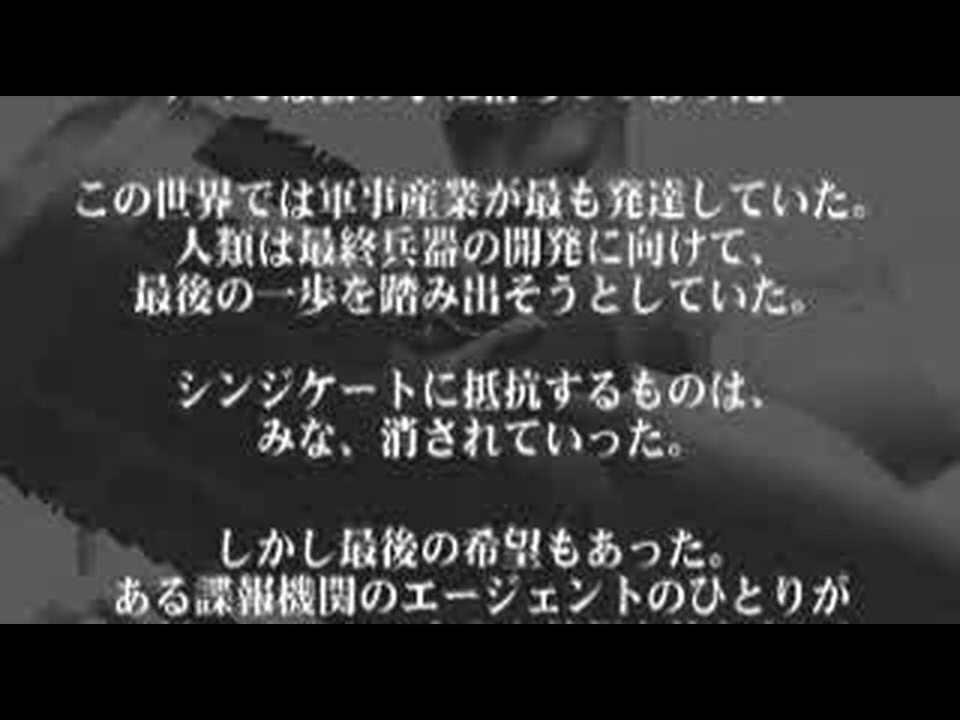 この世界では軍事産業が最も発達していた。
人類は最終兵器の開発に向けて、
最後の一歩を踏み出そうとしていた。
シンジケートに抵抗するものは、
みな、消されていった。
しかし最後の希望もあった。
ある諜報機関のエージェントのひとりが